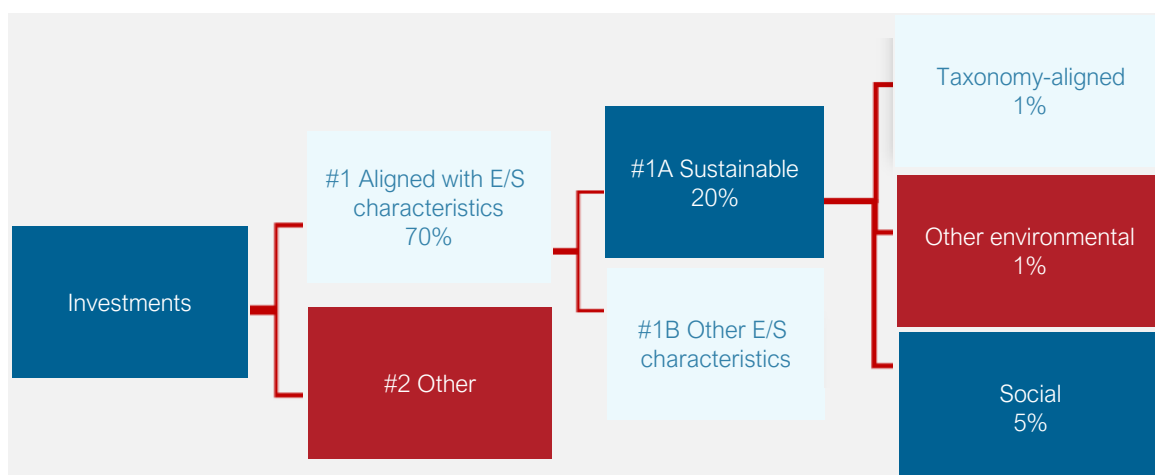 Investments
#1 Aligned with E/S
characteristics
70%
#2 Other
#1A Sustainable
20%
#1B Other E/S
characteristics
Taxonomy-aligned
1%
Other environmental
1%
Social
5%